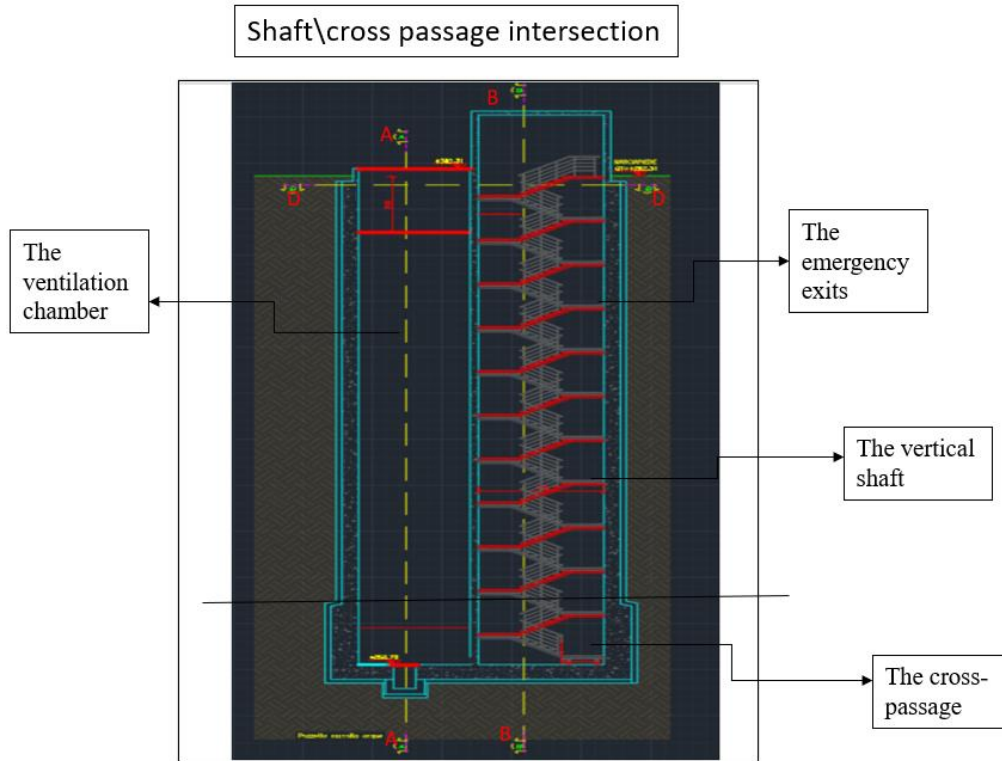 Shaft\cross passage intersection
B
A
D
D
The
ventilation
chamber
The
emergency
exits
The vertical
shaft
The cross-
passage
A
B